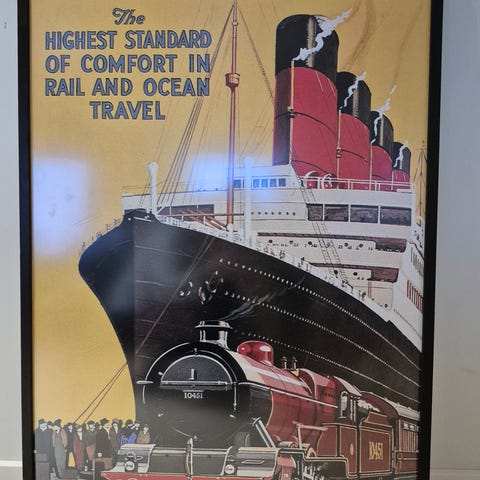 The
HIGHEST STANDARD
OF COMFORT IN
RAIL AND OCEAN
TRAVEL
10451
10451